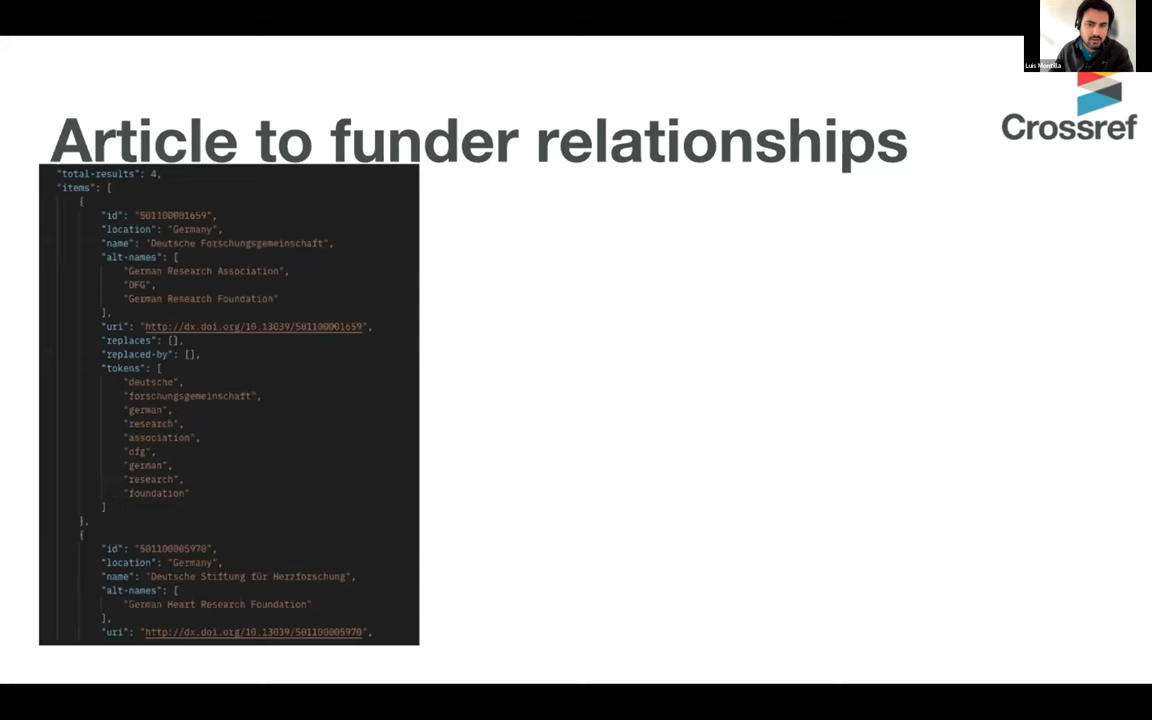 Luis Montilla
Crossref
Article to funder relationships
"total-results": 4,
"items": [
{
"id": "501100001659",
"location": "Germany",
"name": "Deutsche Forschungsgemeinschaft",
"alt-names": [
"German Research Association",
"DFG",
"German Research Foundation"
],
"uri": "http://dx.doi.org/10.13039/501100001659",
"replaces": [],
"replaced-by": [],
"tokens": [
"deutsche",
"forschungsgemeinschaft",
"german",
"research",
"association",
"dfg",
"german",
"research",
"foundation"
]
},
{
"id": "501100005970",
"location": "Germany",
"name": "Deutsche Stiftung für Herzforschung",
"alt-names": [
"German Heart Research Foundation"
],
"uri": "http://dx.doi.org/10.13039/501100005970",